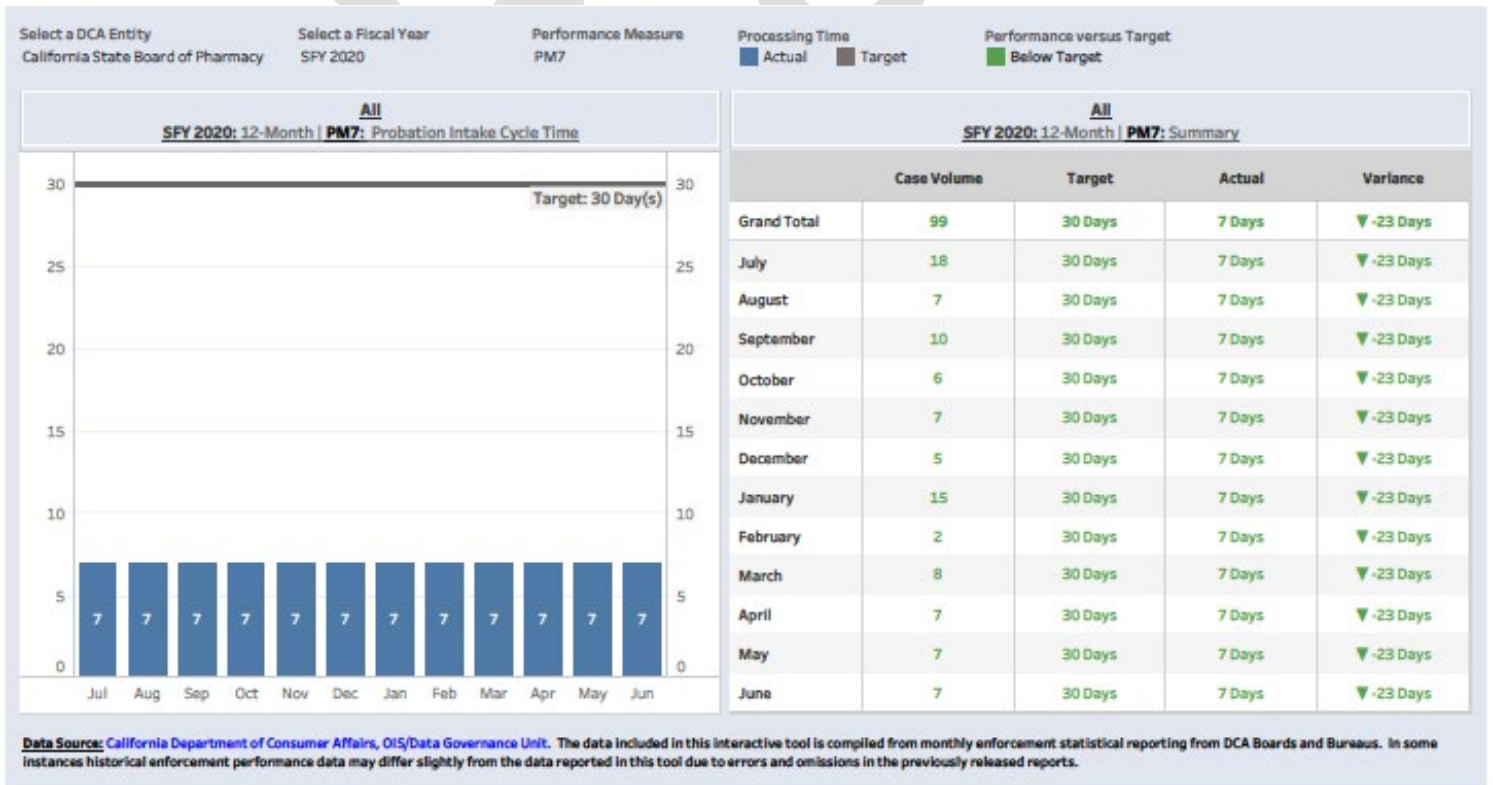 Select a DCA Entity Select a Fiscal Year Performance Measure Processing Time Performance versus Target
California State Board of Pharmacy SFY 2020 PM7 Actual Target Below Target
All
SFY 2020: 12-Month | PM7: Probation Intake Cycle Time
30 30
Target: 30 Day(s)
25 25
20 20
15 15
10 10
5 5
7 7 7 7 7 7 7 7 7 7 7 7
0 0
Jul Aug Sep Oct Nov Dec Jan Feb Mar Apr May Jun
All
SFY 2020: 12-Month | PM7: Summary
Case Volume Target Actual Variance
Grand Total 99 30 Days 7 Days ▼ -23 Days
July 18 30 Days 7 Days ▼ -23 Days
August 7 30 Days 7 Days ▼ -23 Days
September 10 30 Days 7 Days ▼ -23 Days
October 6 30 Days 7 Days ▼ -23 Days
November 7 30 Days 7 Days ▼ -23 Days
December 5 30 Days 7 Days ▼ -23 Days
January 15 30 Days 7 Days ▼ -23 Days
February 2 30 Days 7 Days ▼ -23 Days
March 8 30 Days 7 Days ▼ -23 Days
April 7 30 Days 7 Days ▼ -23 Days
May 7 30 Days 7 Days ▼ -23 Days
June 7 30 Days 7 Days ▼ -23 Days
Data Source: California Department of Consumer Affairs, OIS/Data Governance Unit. The data included in this interactive tool is compiled from monthly enforcement statistical reporting from DCA Boards and Bureaus. In some
instances historical enforcement performance data may differ slightly from the data reported in this tool due to errors and omissions in the previously released reports.